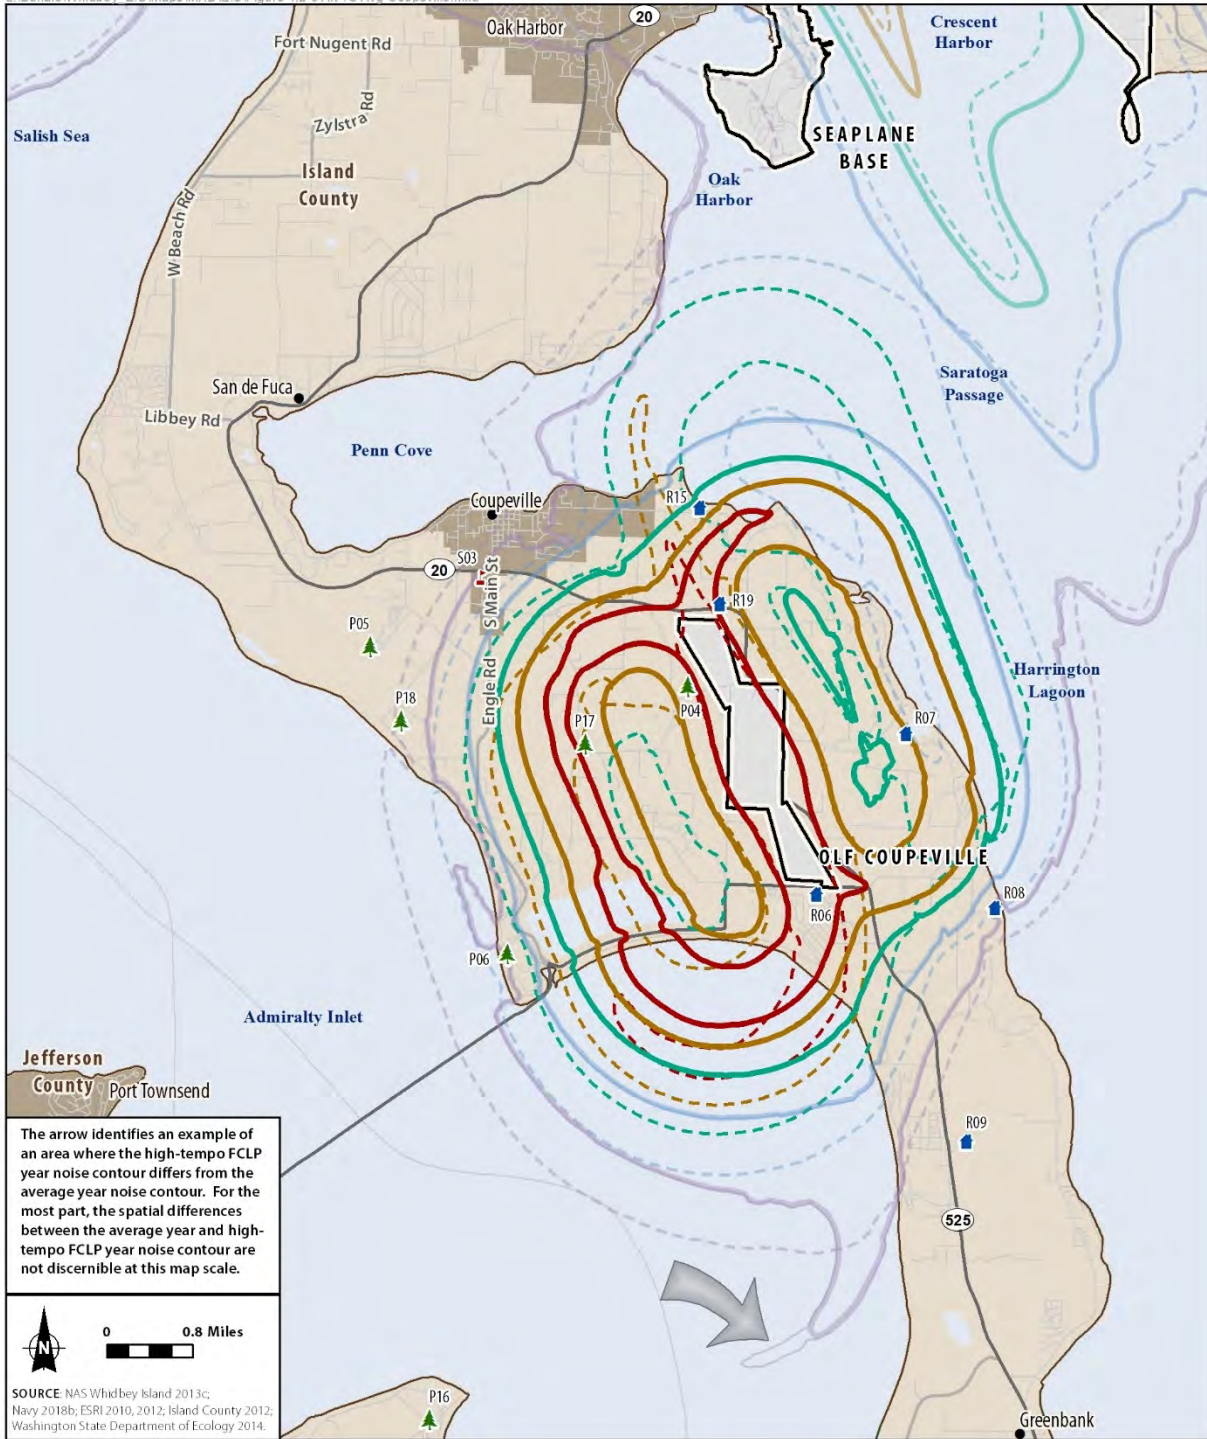 20
Oak Harbor
Crescent
Harbor
Fort Nugent Rd
Zylstra Rd
Salish Sea
SEAPLANE
BASE
Island
County
Oak
Harbor
W Beach Rd
San de Fuca
Saratoga
Passage
Libbey Rd
Penn Cove
Coupeville
R15
S03
20
S Main St
R19
P05
Harrington
Lagoon
P18
Engle Rd
P04
P17
R07
OLF COUPEVILLE
R06
R08
P06
Admiralty Inlet
Jefferson
County
Port Townsend
The arrow identifies an example of
an area where the high-tempo FCLP
year noise contour differs from the
average year noise contour. For the
most part, the spatial differences
between the average year and high-
tempo FCLP year noise contour are
not discernible at this map scale.
R09
525
N
0 0.8 Miles
SOURCE: NAS Whidbey Island 2013c;
Navy 2018b; ESRI 2010, 2012; Island County 2012;
Washington State Department of Ecology 2014.
P16
Greenbank